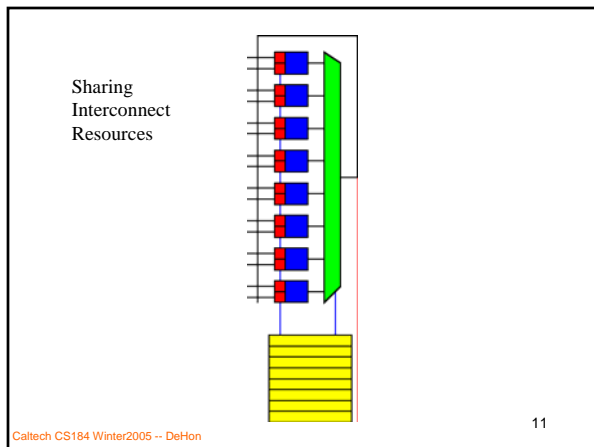 Sharing
Interconnect
Resources
11
Caltech CS184 Winter2005 -- DeHon